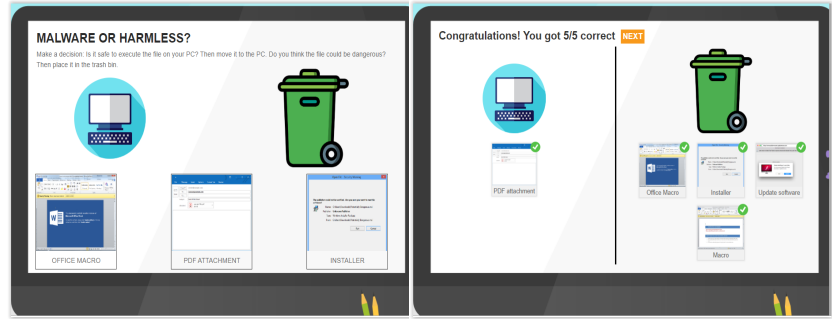 MALWARE OR HARMLESS?
Make a decision: Is it safe to execute the file on your PC? Then move it to the PC. Do you think the file could be dangerous?
Then place it in the trash bin.
OFFICE MACRO
PDF ATTACHMENT
INSTALLER
Congratulations! You got 5/5 correct NEXT
PDF attachment
Office Macro
Installer
Update software
Macro